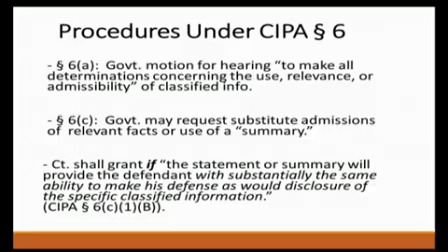 Procedures Under CIPA § 6
- § 6(a): Govt. motion for hearing "to make all
determinations concerning the use, relevance, or
admissibility" of classified info.
- § 6(c): Govt. may request substitute admissions
of relevant facts or use of a "summary."
- Ct. shall grant if "the statement or summary will
provide the defendant with substantially the same
ability to make his defense as would disclosure of
the specific classified information."
(CIPA § 6(c)(1)(B)).